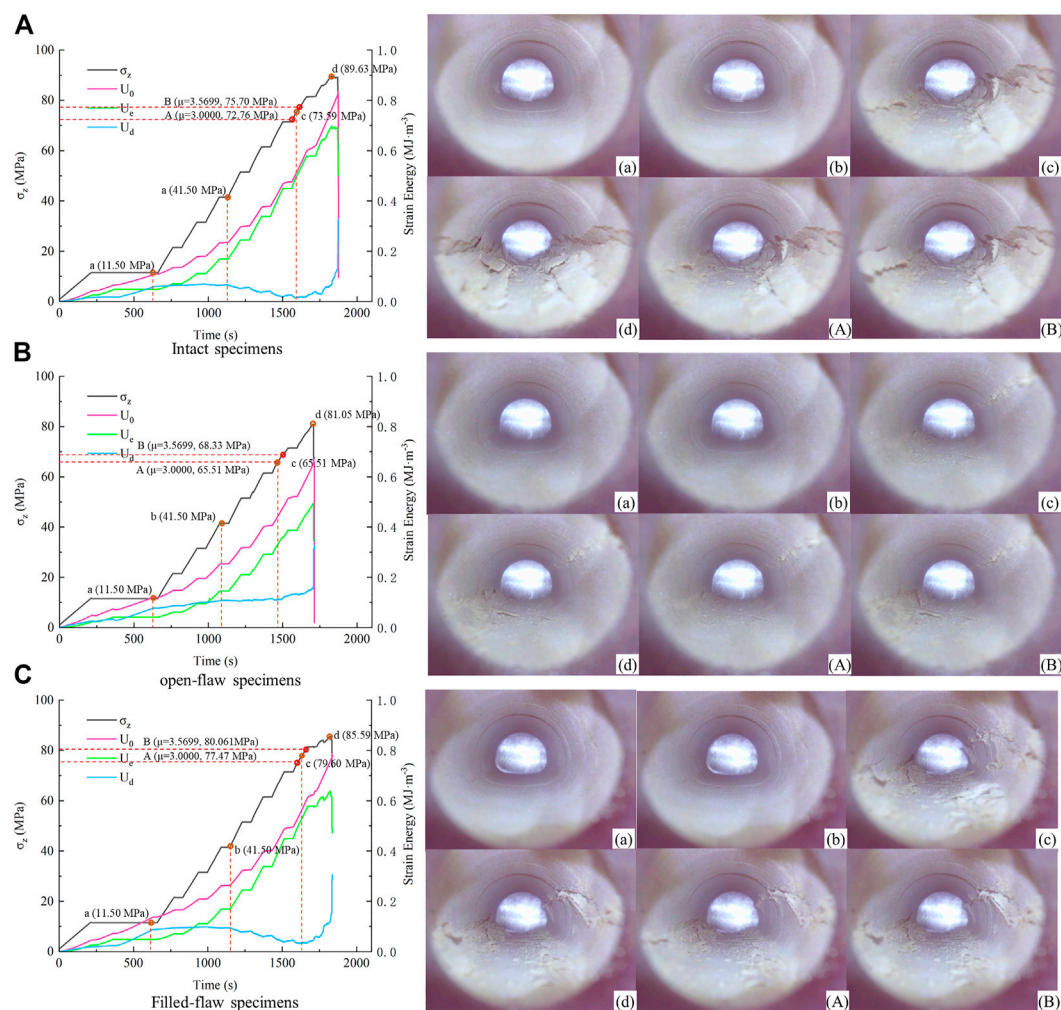 A
σz
U0
Ue
Ud
B (μ=3.5699, 75.70 MPa)
A (μ=3.0000, 72.76 MPa)
d (89.63 MPa)
c (73.59 MPa)
a (41.50 MPa)
a (11.50 MPa)
σz (MPa)
0 20 40 60 80 100
Strain Energy (MJ·m⁻³)
0.0 0.2 0.4 0.6 0.8 1.0
0 500 1000 1500 2000
Time (s)
Intact specimens
(a)
(b)
(c)
(d)
(A)
(B)
B
σz
U0
Ue
Ud
B (μ=3.5699, 68.33 MPa)
A (μ=3.0000, 65.51 MPa)
d (81.05 MPa)
c (65.51 MPa)
b (41.50 MPa)
a (11.50 MPa)
σz (MPa)
0 20 40 60 80 100
Strain Energy (MJ·m⁻³)
0.0 0.2 0.4 0.6 0.8 1.0
0 500 1000 1500 2000
Time (s)
open-flaw specimens
(a)
(b)
(c)
(d)
(A)
(B)
C
σz
U0
Ue
Ud
B (μ=3.5699, 80.061MPa)
A (μ=3.0000, 77.47 MPa)
d (85.59 MPa)
c (79.60 MPa)
b (41.50 MPa)
a (11.50 MPa)
σz (MPa)
0 20 40 60 80 100
Strain Energy (MJ·m⁻³)
0.0 0.2 0.4 0.6 0.8 1.0
0 500 1000 1500 2000
Time (s)
Filled-flaw specimens
(a)
(b)
(c)
(d)
(A)
(B)